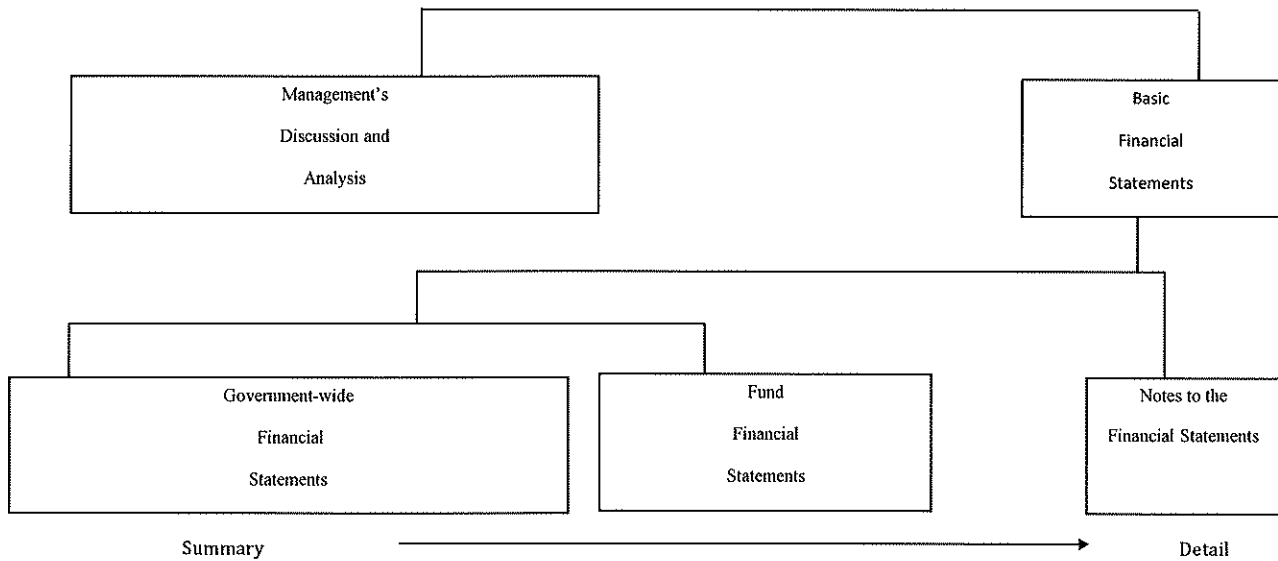 Management's
Discussion and
Analysis
Basic
Financial
Statements
Government-wide
Financial
Statements
Fund
Financial
Statements
Notes to the
Financial Statements
Summary
Detail